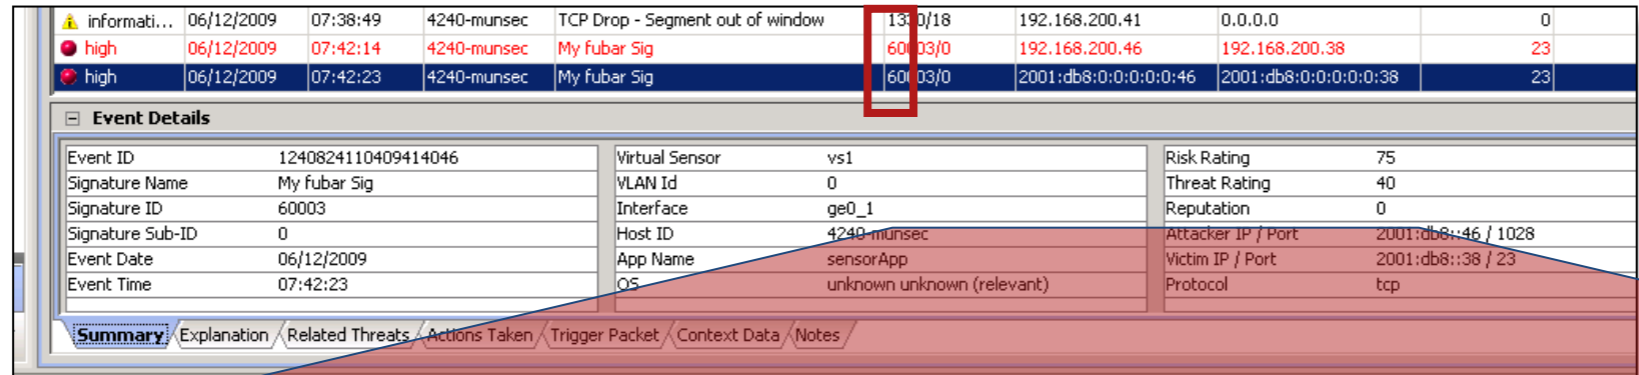 informati... 06/12/2009 07:38:49 4240-munsec TCP Drop - Segment out of window 1330/18 192.168.200.41 0.0.0.0 0
high 06/12/2009 07:42:14 4240-munsec My fubar Sig 60003/0 192.168.200.46 192.168.200.38 23
high 06/12/2009 07:42:23 4240-munsec My fubar Sig 60003/0 2001:db8:0:0:0:0:0:46 2001:db8:0:0:0:0:0:38 23
Event Details
Event ID 1240824110409414046 Virtual Sensor vs1 Risk Rating 75
Signature Name My fubar Sig VLAN Id 0 Threat Rating 40
Signature ID 60003 Interface ge0_1 Reputation 0
Signature Sub-ID 0 Host ID 4240-munsec Attacker IP / Port 2001:db8::46 / 1028
Event Date 06/12/2009 App Name sensorApp Victim IP / Port 2001:db8::38 / 23
Event Time 07:42:23 OS unknown unknown (relevant) Protocol tcp
Summary Explanation Related Threats Actions Taken Trigger Packet Context Data Notes